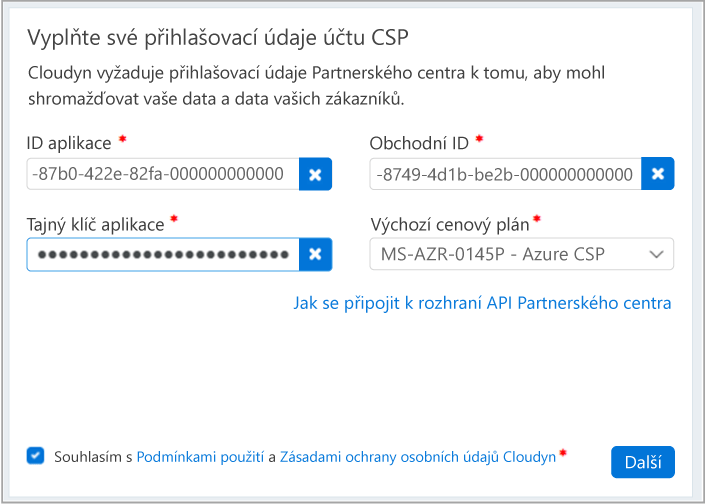 Vyplňte své přihlašovací údaje účtu CSP
Cloudyn vyžaduje přihlašovací údaje Partnerského centra k tomu, aby mohl
shromažďovat vaše data a data vašich zákazníků.
ID aplikace *
Obchodní ID *
-87b0-422e-82fa-000000000000
-8749-4d1b-be2b-000000000000
Tajný klíč aplikace *
Výchozí cenový plán *
MS-AZR-0145P - Azure CSP
Jak se připojit k rozhraní API Partnerského centra
Souhlasím s Podmínkami použití a Zásadami ochrany osobních údajů Cloudyn *
Další